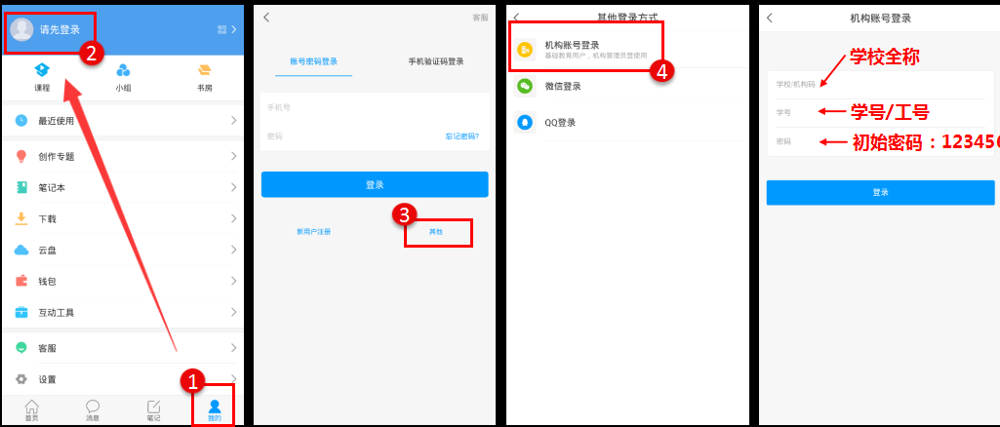 请先登录
2
课程
小组
书房
最近使用
创作专题
笔记本
下载
云盘
钱包
互动工具
客服
设置
1
首页
消息
笔记
我的
客服
账号密码登录
手机验证码登录
手机号
密码
忘记密码?
登录
3
新用户注册
其他
其他登录方式
机构账号登录
基础教育用户，机构管理员登使用
4
微信登录
QQ登录
机构账号登录
学校全称
学校/机构码
学号
学号/工号
密码
初始密码：123456
登录